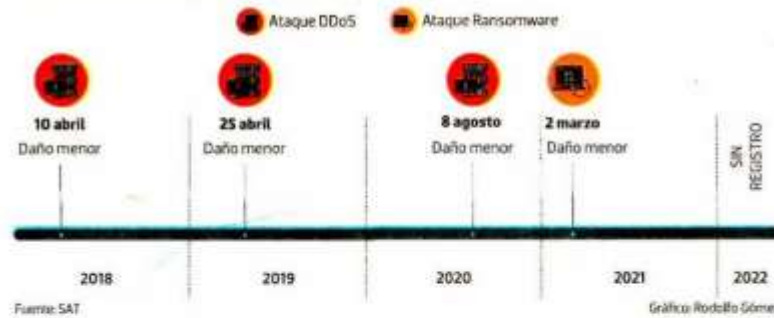 Ataque DDoS
Ataque Ransomware
10 abril
Daño menor
25 abril
Daño menor
8 agosto
Daño menor
2 marzo
Daño menor
SIN
REGISTRO
2018
2019
2020
2021
2022
Fuente: SAT
Gráfico: Rodolfo Góme